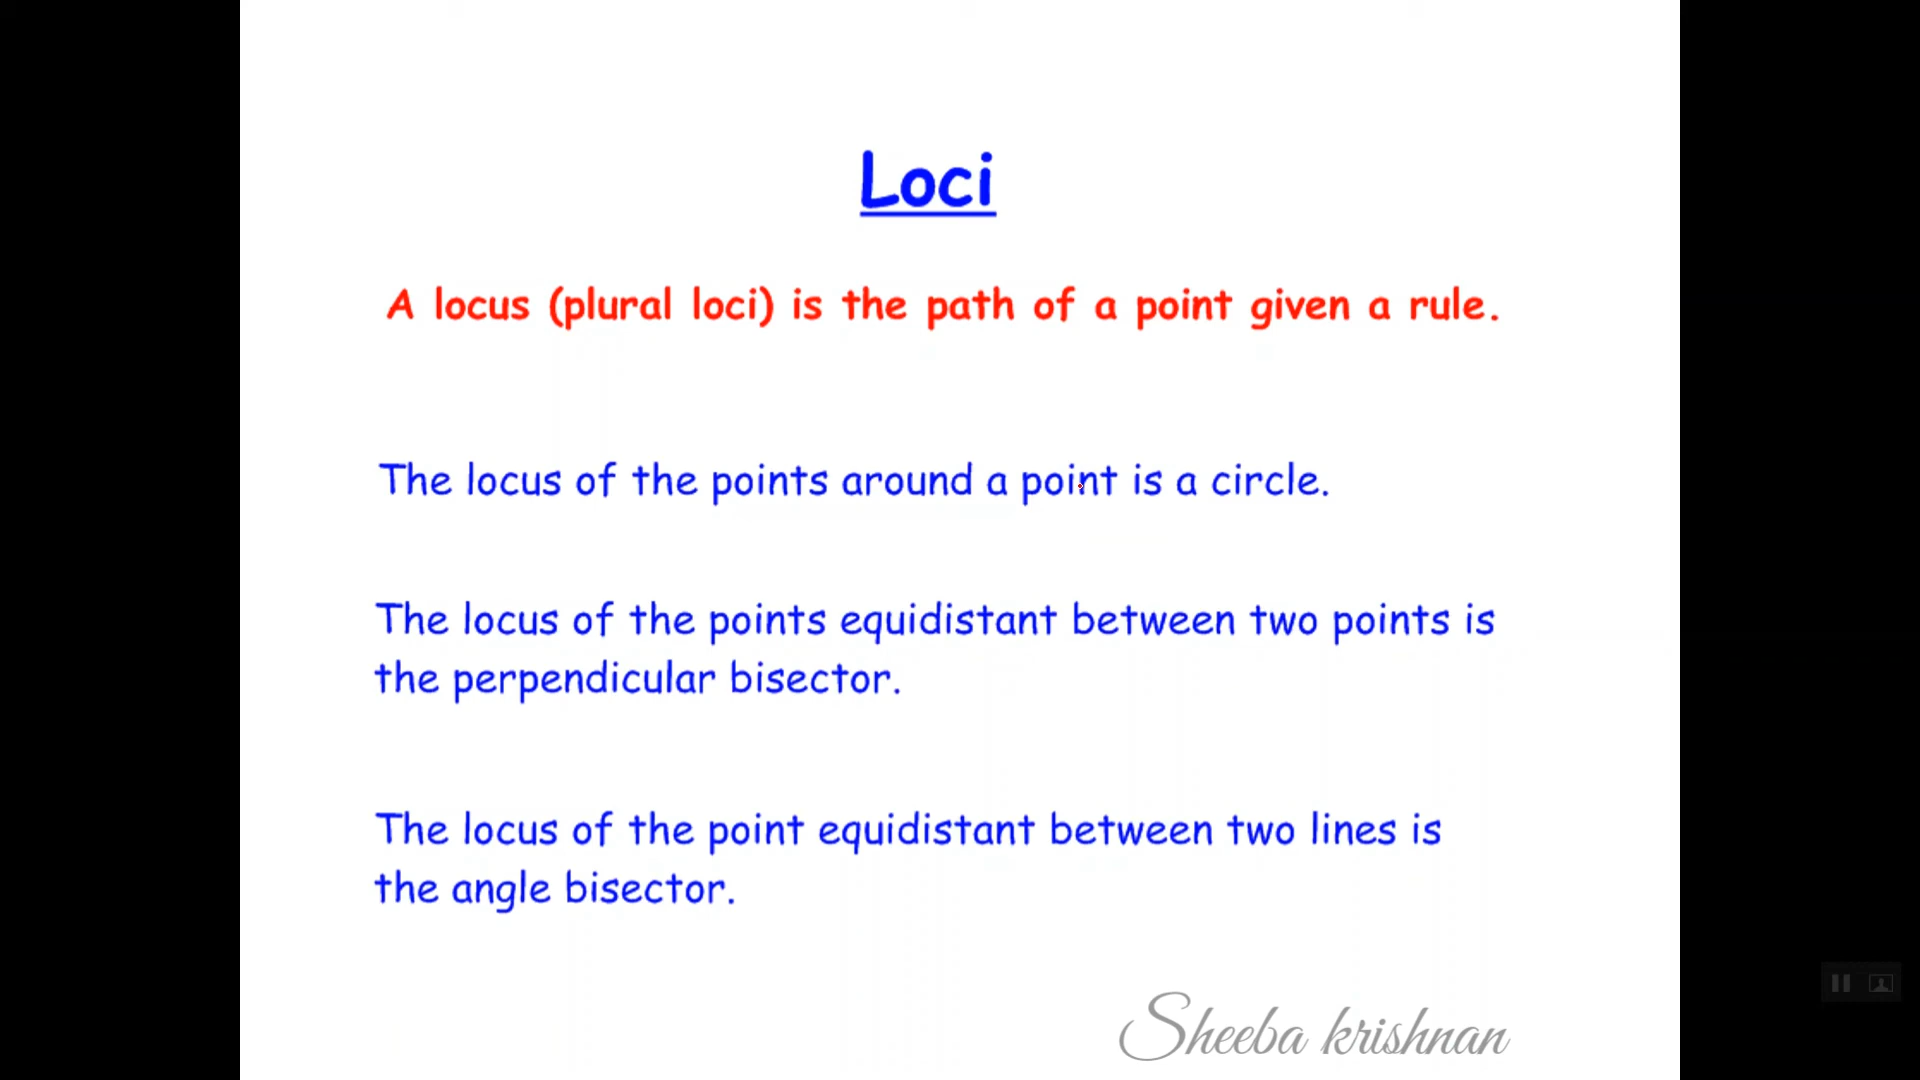 Loci
A locus (plural loci) is the path of a point given a rule.
The locus of the points around a point is a circle.
The locus of the points equidistant between two points is
the perpendicular bisector.
The locus of the point equidistant between two lines is
the angle bisector.
Sheeba krishnan